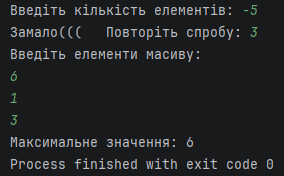 Введіть кількість елементів: -5
Замало(((   Повторіть спробу: 3
Введіть елементи масиву:
6
1
3
Максимальне значення: 6
Process finished with exit code 0